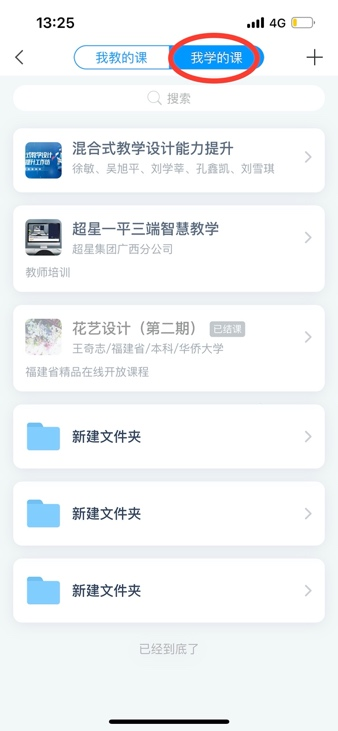 13:25
4G
我教的课
我学的课
搜索
混合式教学设计能力提升
徐敏、吴旭平、刘学莘、孔鑫凯、刘雪琪
超星一平三端智慧教学
超星集团广西分公司
教师培训
花艺设计（第二期） 已结课
王奇志/福建省/本科/华侨大学
福建省精品在线开放课程
新建文件夹
新建文件夹
新建文件夹
已经到底了